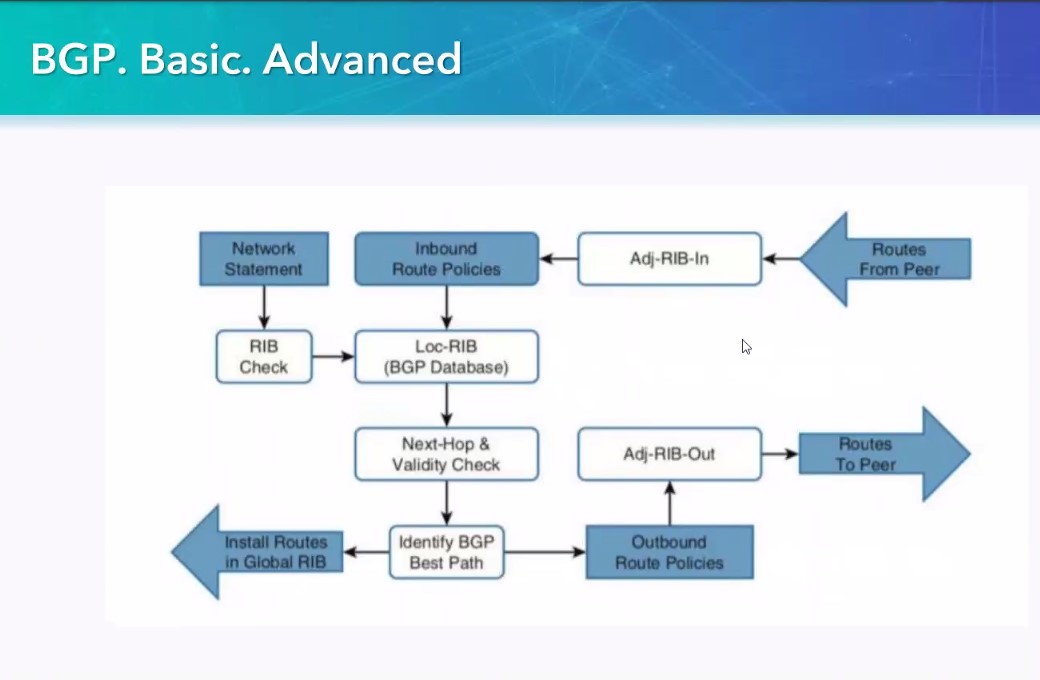 BGP. Basic. Advanced
Network
Statement
Inbound
Route Policies
Adj-RIB-In
Routes
From Peer
RIB
Check
Loc-RIB
(BGP Database)
Next-Hop &
Validity Check
Adj-RIB-Out
Routes
To Peer
Install Routes
in Global RIB
Identify BGP
Best Path
Outbound
Route Policies